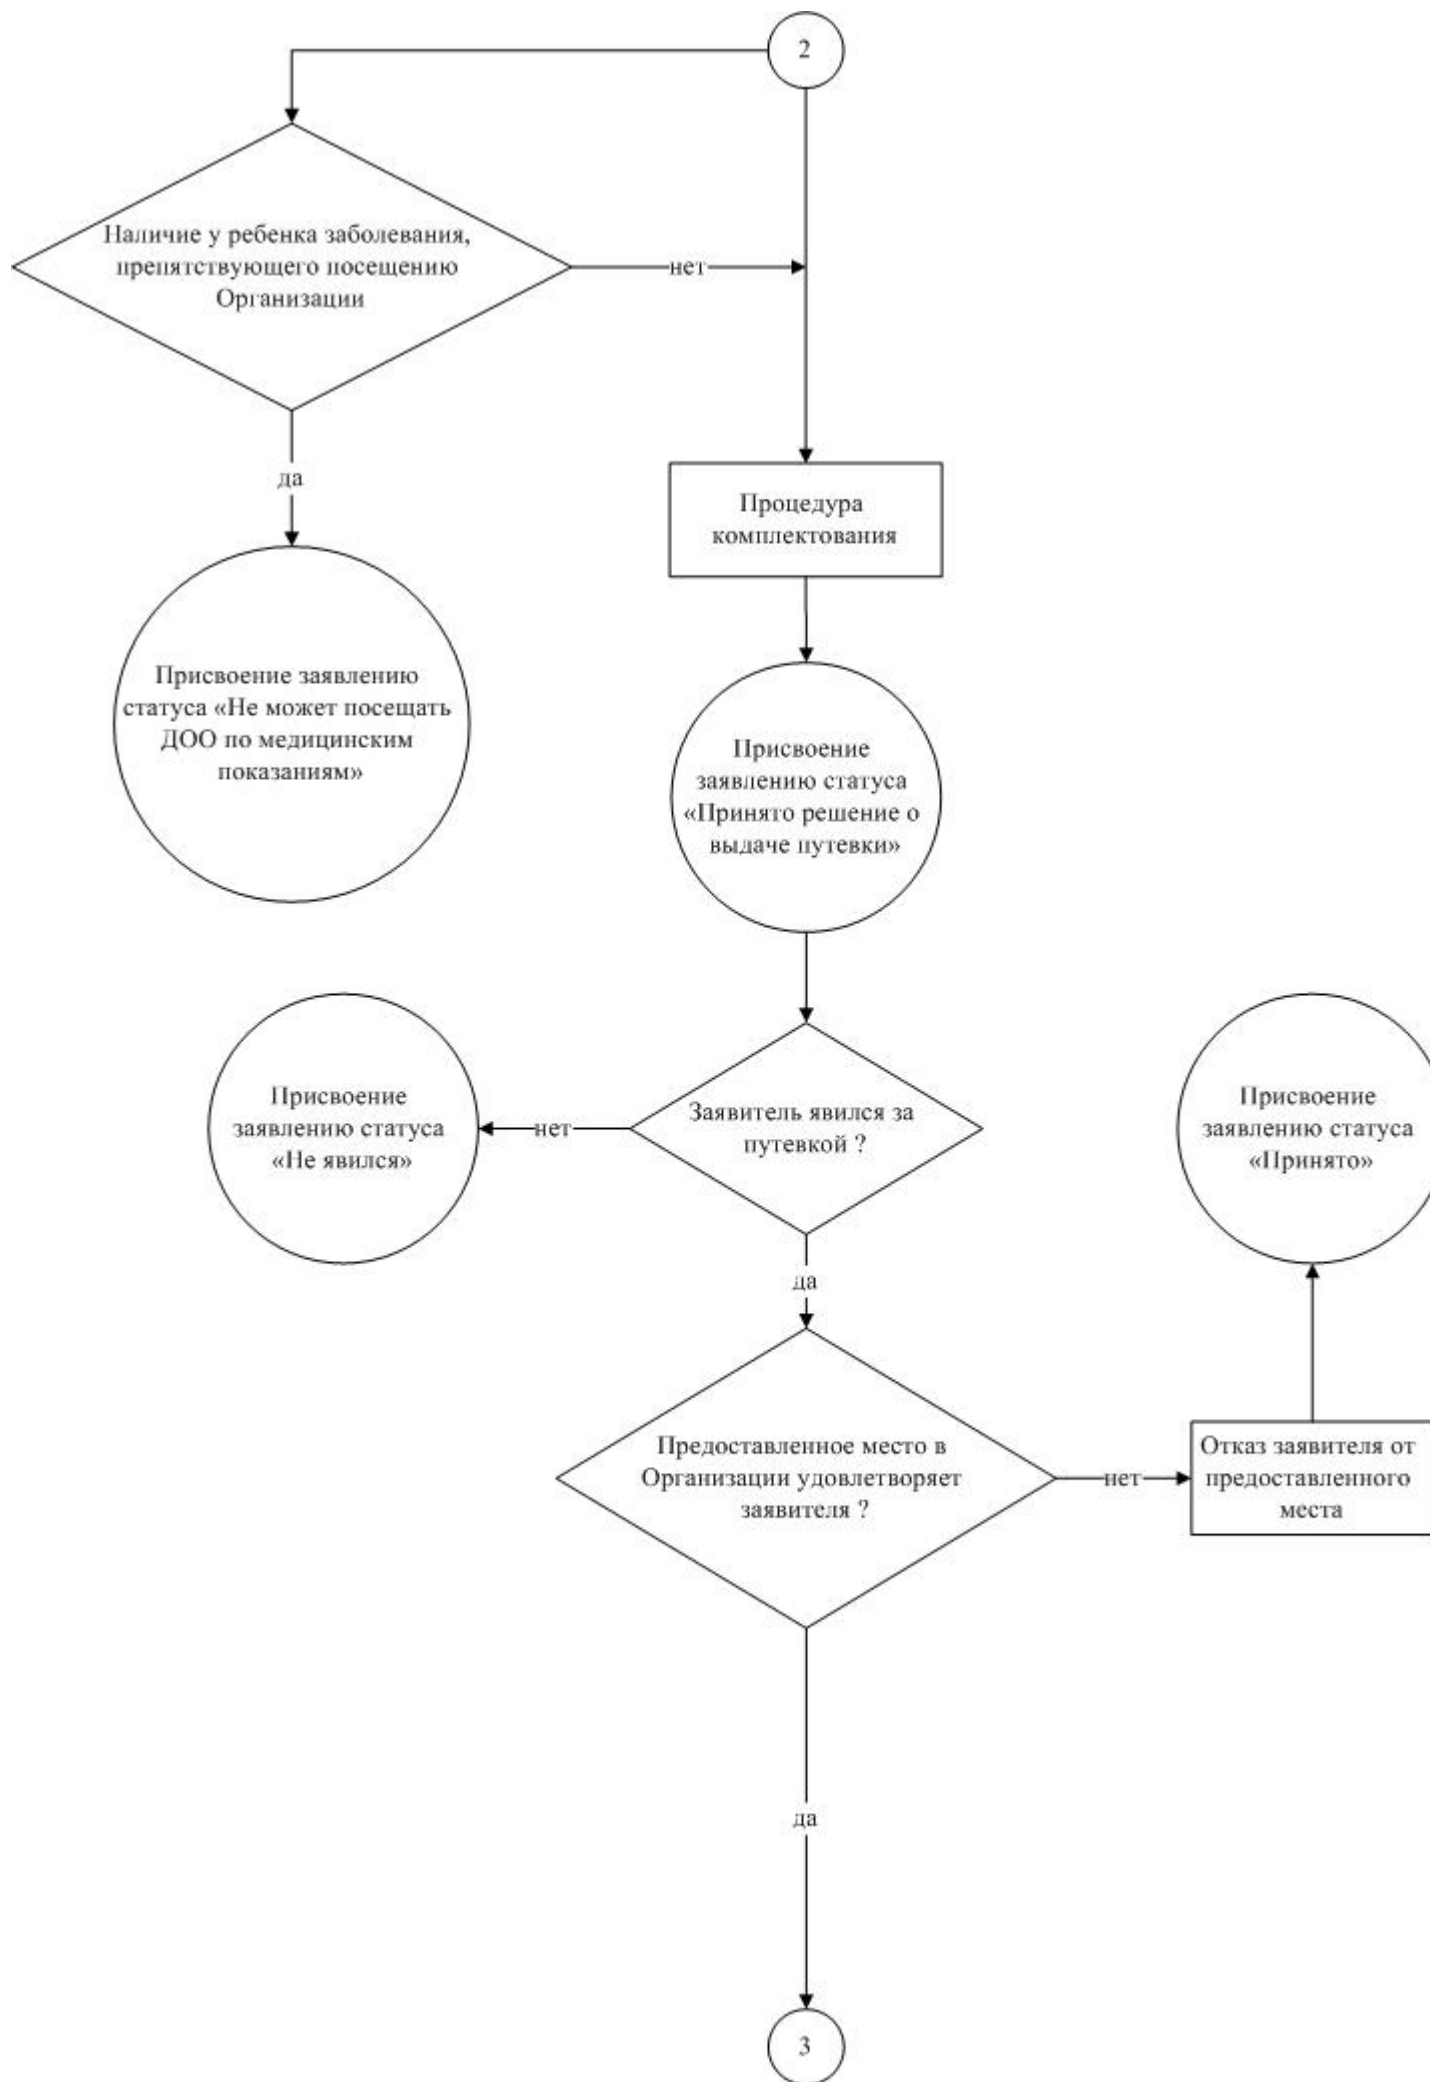 2
Наличие у ребенка заболевания,
препятствующего посещению
Организации
нет
да
Процедура
комплектования
Присвоение заявлению
статуса «Не может посещать
ДОО по медицинским
показаниям»
Присвоение
заявлению статуса
«Принято решение о
выдаче путевки»
Присвоение
заявлению статуса
«Не явился»
нет
Заявитель явился за
путевкой ?
Присвоение
заявлению статуса
«Принято»
да
Предоставленное место в
Организации удовлетворяет
заявителя ?
нет
Отказ заявителя от
предоставленного
места
да
3